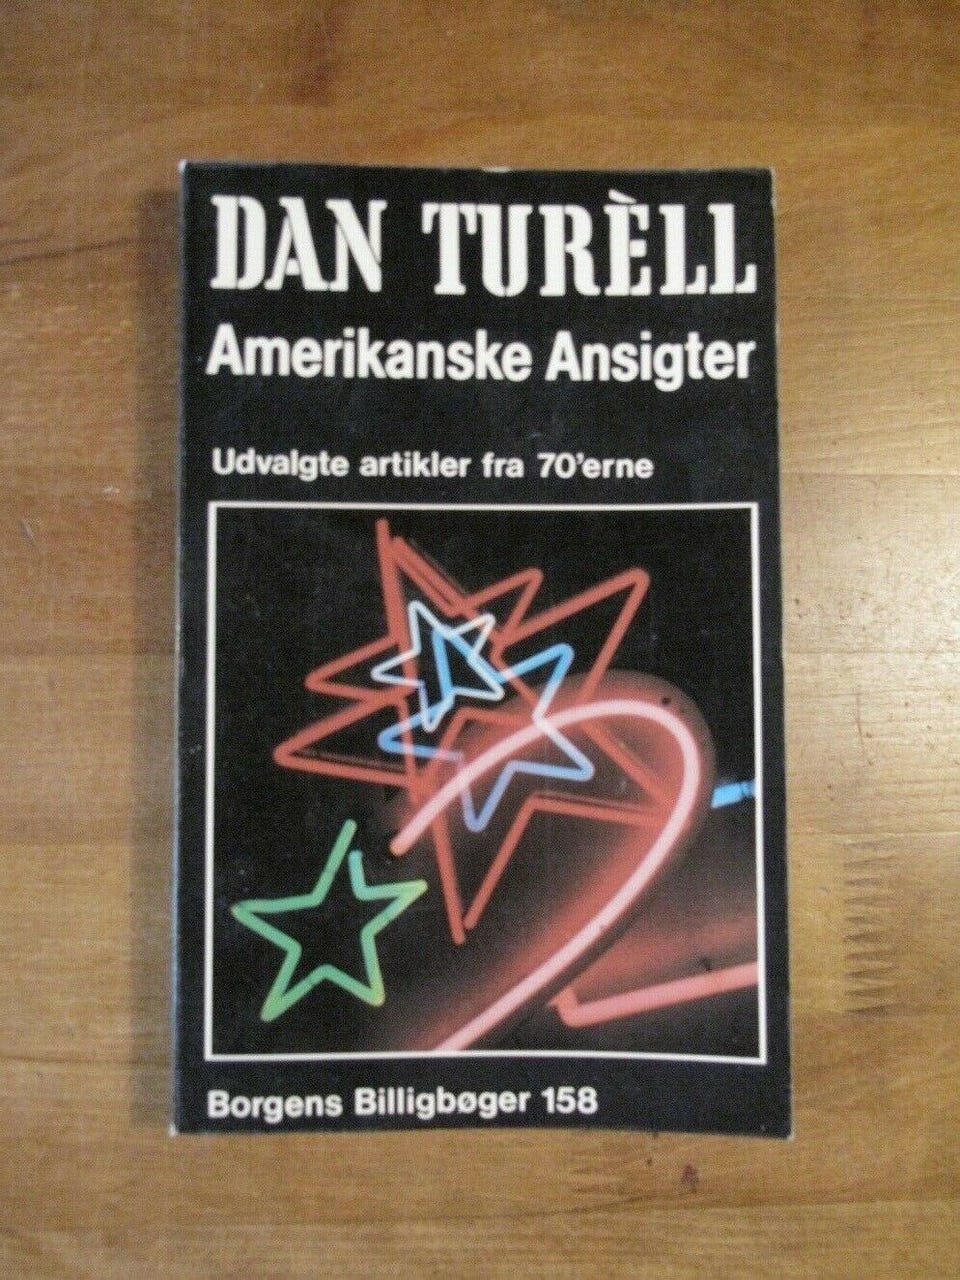 DAN TURÈLL
Amerikanske Ansigter
Udvalgte artikler fra 70'erne
Borgens Billigbøger 158